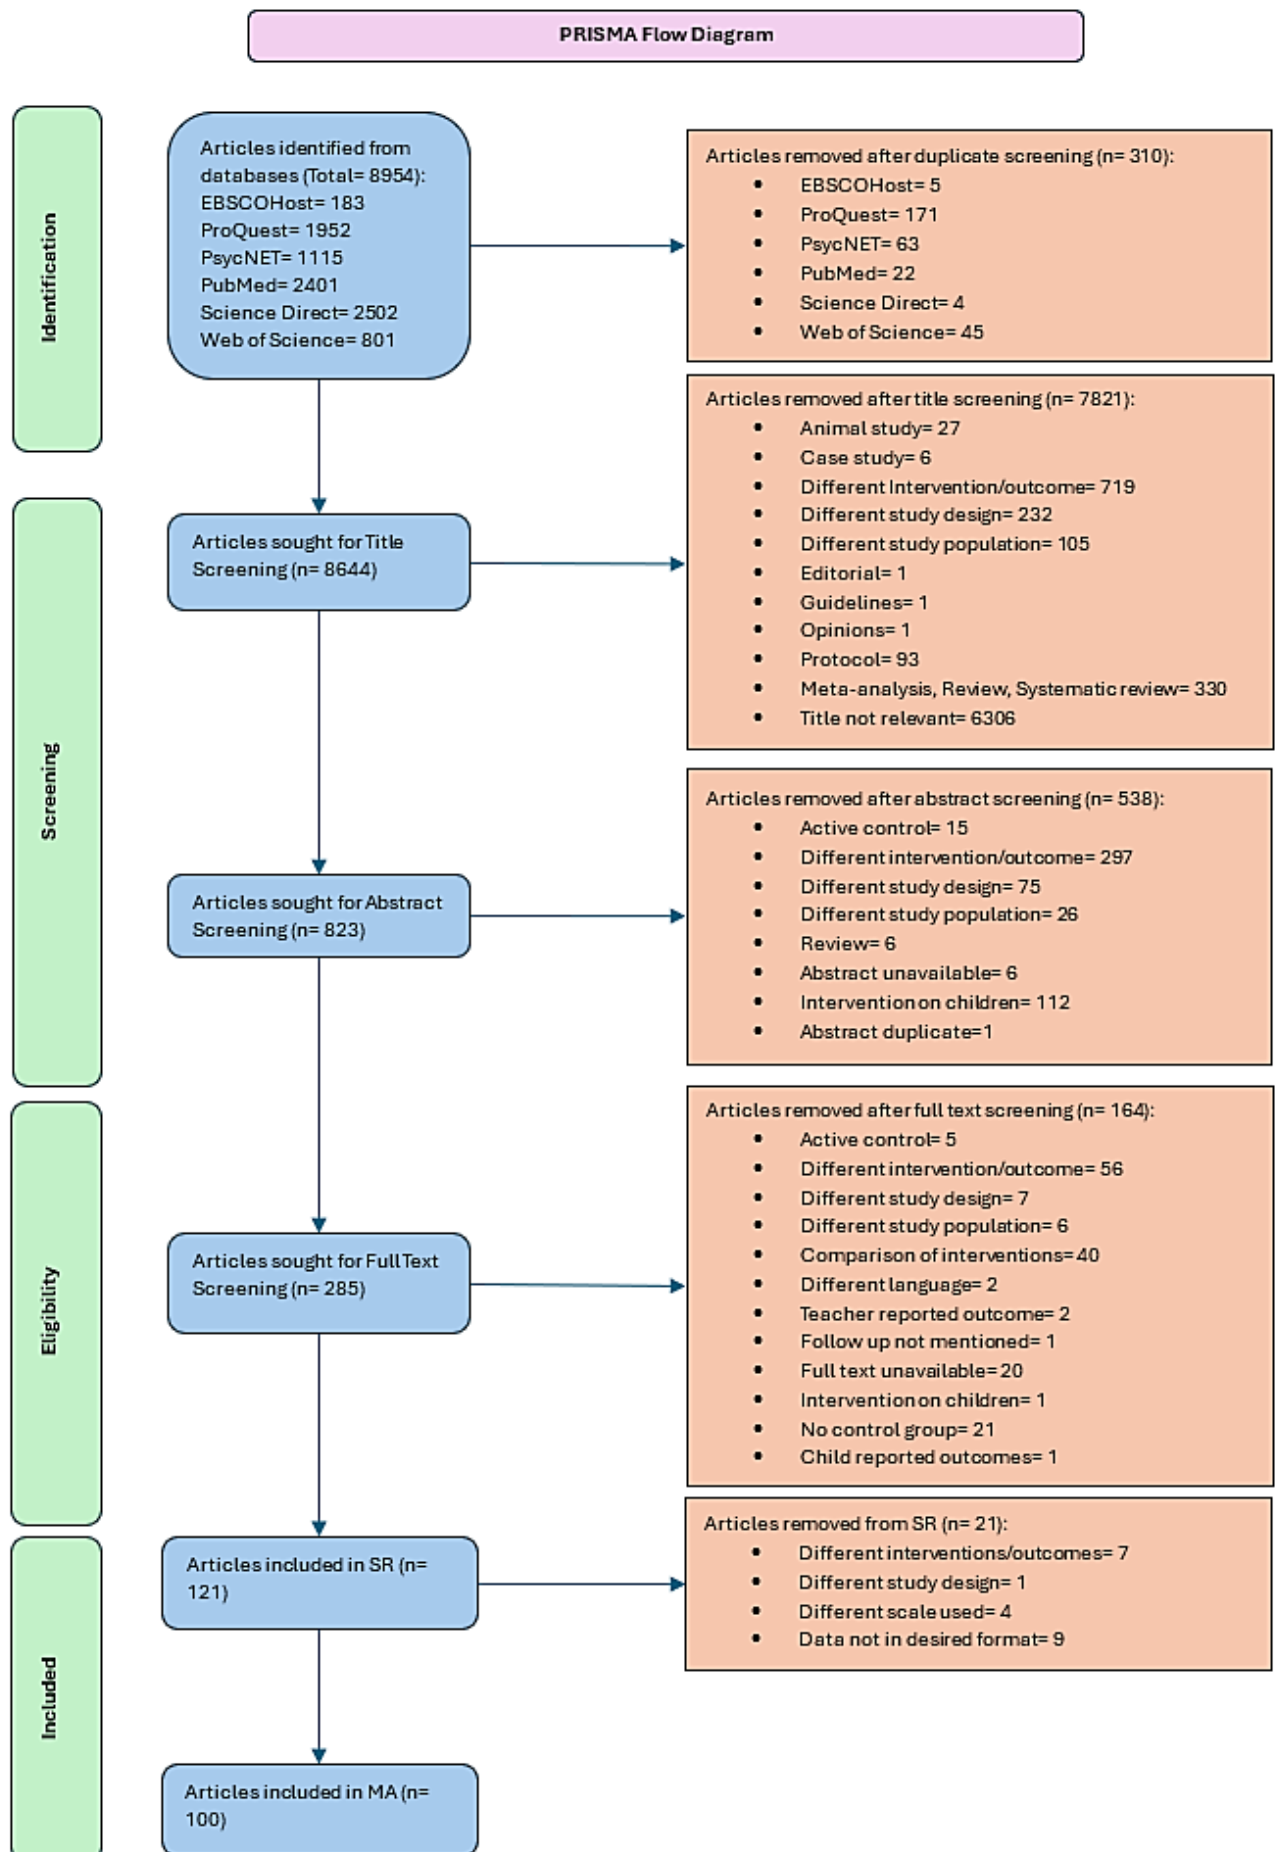 PRISMA Flow Diagram
Identification
Articles identified from
databases (Total= 8954):
EBSCOHost= 183
ProQuest= 1952
PsycNET= 1115
PubMed= 2401
Science Direct= 2502
Web of Science= 801
Articles removed after duplicate screening (n= 310):
• EBSCOHost= 5
• ProQuest= 171
• PsycNET= 63
• PubMed= 22
• Science Direct= 4
• Web of Science= 45
Screening
Articles sought for Title
Screening (n= 8644)
Articles removed after title screening (n= 7821):
• Animal study= 27
• Case study= 6
• Different Intervention/outcome= 719
• Different study design= 232
• Different study population= 105
• Editorial= 1
• Guidelines= 1
• Opinions= 1
• Protocol= 93
• Meta-analysis, Review, Systematic review= 330
• Title not relevant= 6306
Articles sought for Abstract
Screening (n= 823)
Articles removed after abstract screening (n= 538):
• Active control= 15
• Different intervention/outcome= 297
• Different study design= 75
• Different study population= 26
• Review= 6
• Abstract unavailable= 6
• Intervention on children= 112
• Abstract duplicate=1
Eligibility
Articles sought for Full Text
Screening (n= 285)
Articles removed after full text screening (n= 164):
• Active control= 5
• Different intervention/outcome= 56
• Different study design= 7
• Different study population= 6
• Comparison of interventions= 40
• Different language= 2
• Teacher reported outcome= 2
• Follow up not mentioned= 1
• Full text unavailable= 20
• Intervention on children= 1
• No control group= 21
• Child reported outcomes= 1
Included
Articles included in SR (n=
121)
Articles removed from SR (n= 21):
• Different interventions/outcomes= 7
• Different study design= 1
• Different scale used= 4
• Data not in desired format= 9
Articles included in MA (n=
100)